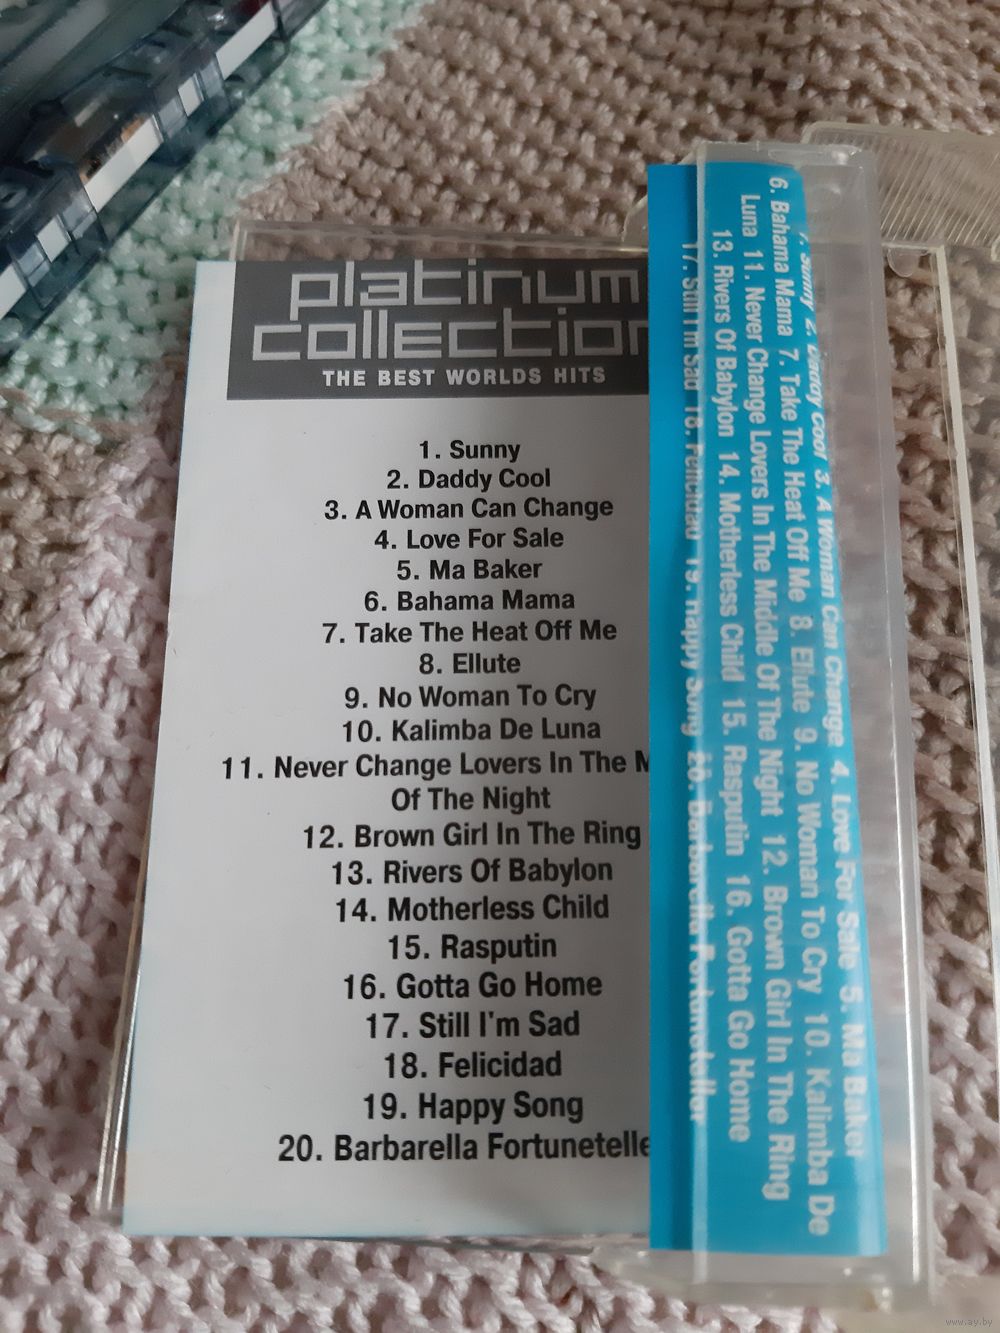 platinum
collection
THE BEST WORLDS HITS
1. Sunny
2. Daddy Cool
3. A Woman Can Change
4. Love For Sale
5. Ma Baker
6. Bahama Mama
7. Take The Heat Off Me
8. Ellute
9. No Woman To Cry
10. Kalimba De Luna
11. Never Change Lovers In The M
Of The Night
12. Brown Girl In The Ring
13. Rivers Of Babylon
14. Motherless Child
15. Rasputin
16. Gotta Go Home
17. Still I'm Sad
18. Felicidad
19. Happy Song
20. Barbarella Fortunetelle
1. Sunny 2. Daddy Cool 3. A Woman Can Change 4. Love For Sale 5. Ma Baker
6. Bahama Mama 7. Take The Heat Off Me 8. Ellute 9. No Woman To Cry 10. Kalimba De
Luna 11. Never Change Lovers In The Middle Of The Night 12. Brown Girl In The Ring
13. Rivers Of Babylon 14. Motherless Child 15. Rasputin 16. Gotta Go Home
17. Still I'm Sad 18. Felicidad 19. Happy Song 20. Barbarella Fortuneteller
www.ay.by